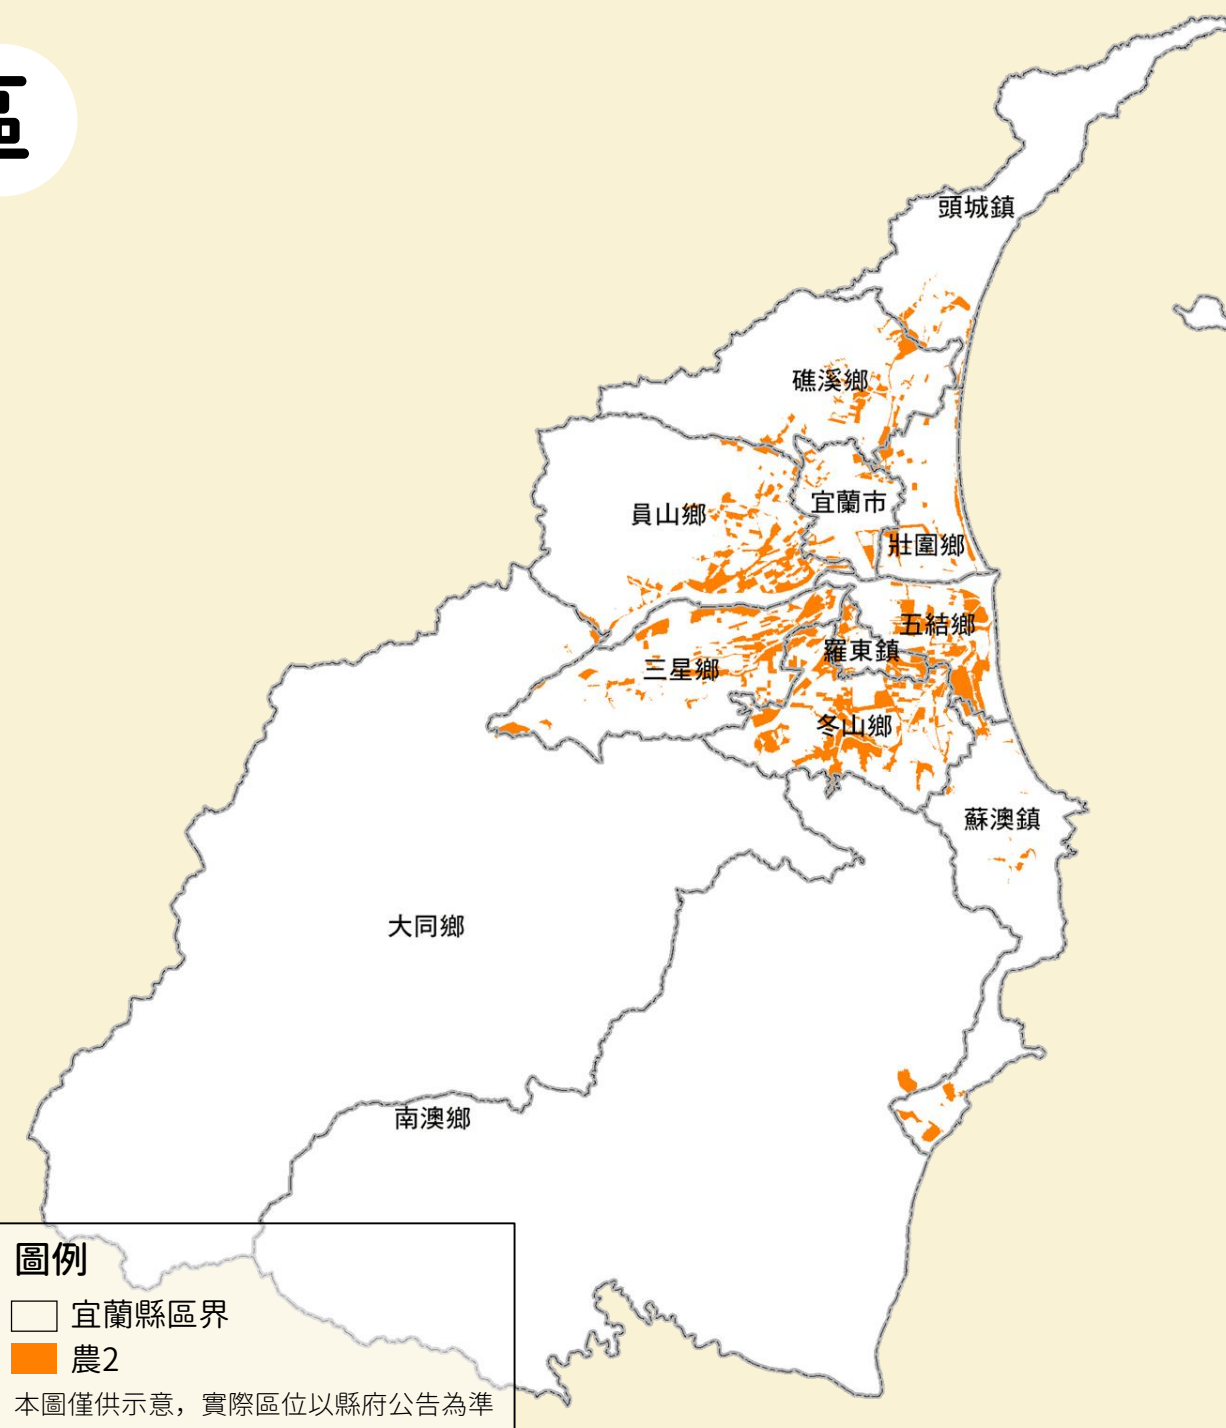 區
頭城鎮
礁溪鄉
宜蘭市
員山鄉
壯圍鄉
五結鄉
羅東鎮
三星鄉
冬山鄉
蘇澳鎮
大同鄉
南澳鄉
圖例
宜蘭縣區界
農2
本圖僅供示意，實際區位以縣府公告為準